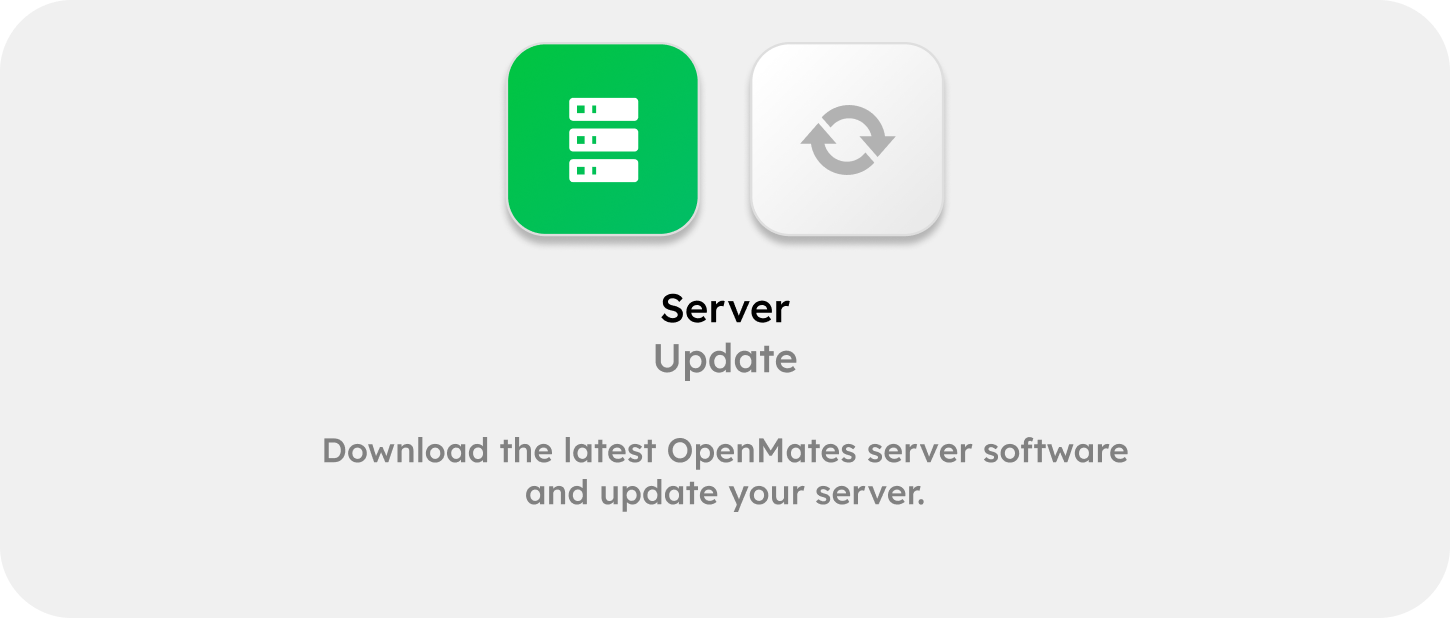 Server
Update
Download the latest OpenMates server software
and update your server.